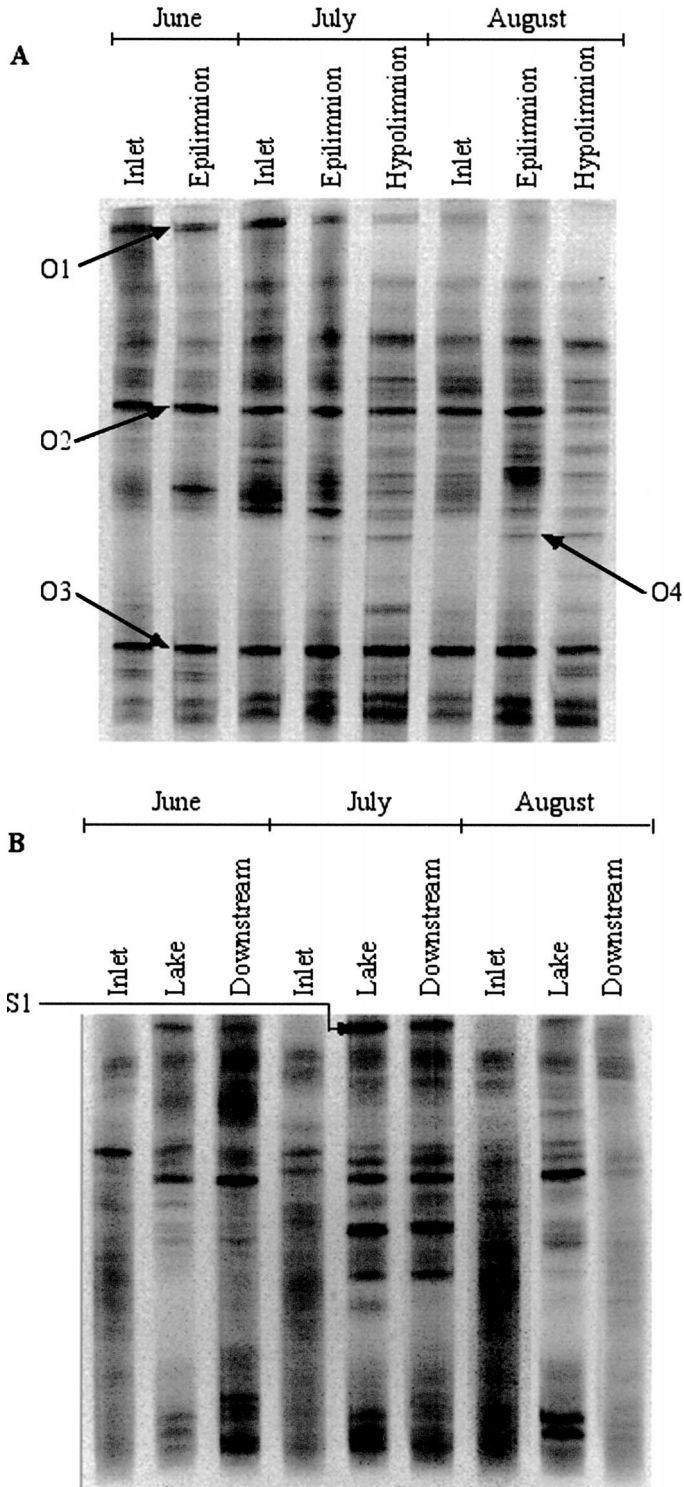 June July August
A
Inlet Epilimnion Inlet Epilimnion Hypolimnion Inlet Epilimnion Hypolimnion
O1
O2
O3
O4
June July August
B
Inlet Lake Downstream Inlet Lake Downstream Inlet Lake Downstream
S1